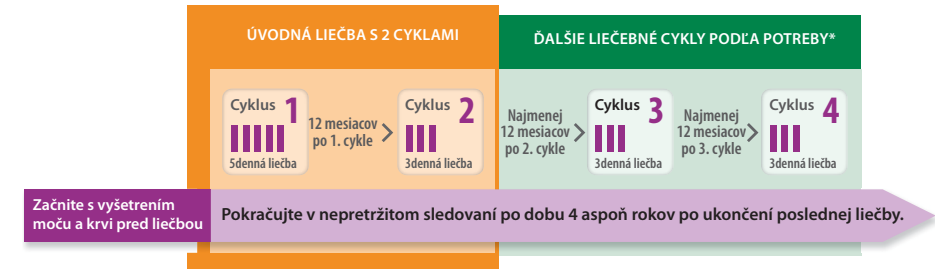 ÚVODNÁ LIEČBA S 2 CYKLAMI
ĎALŠIE LIEČEBNÉ CYKLY PODĽA POTREBY*
Cyklus 1
5denná liečba
12 mesiacov
po 1. cykle
Cyklus 2
3denná liečba
Najmenej
12 mesiacov
po 2. cykle
Cyklus 3
3denná liečba
Najmenej
12 mesiacov
po 3. cykle
Cyklus 4
3denná liečba
Začnite s vyšetrením
moču a krvi pred liečbou
Pokračujte v nepretržitom sledovaní po dobu 4 aspoň rokov po ukončení poslednej liečby.